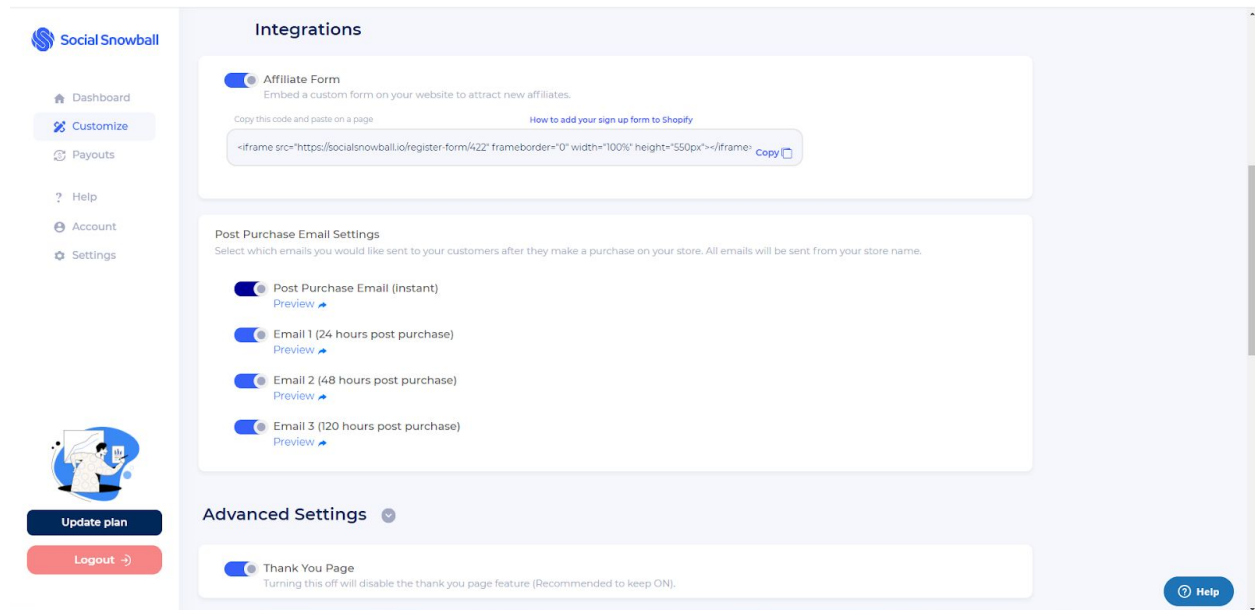 Social Snowball
Dashboard
Customize
Payouts
Help
Account
Settings
Update plan
Logout
Integrations
Affiliate Form
Embed a custom form on your website to attract new affiliates.
Copy this code and paste on a page
How to add your sign up form to Shopify
<iframe src="https://socialsnowball.io/register-form/422" frameborder="0" width="100%" height="550px"></iframe>
Copy
Post Purchase Email Settings
Select which emails you would like sent to your customers after they make a purchase on your store. All emails will be sent from your store name.
Post Purchase Email (instant)
Preview
Email 1 (24 hours post purchase)
Preview
Email 2 (48 hours post purchase)
Preview
Email 3 (120 hours post purchase)
Preview
Advanced Settings
Thank You Page
Turning this off will disable the thank you page feature (Recommended to keep ON).
Help